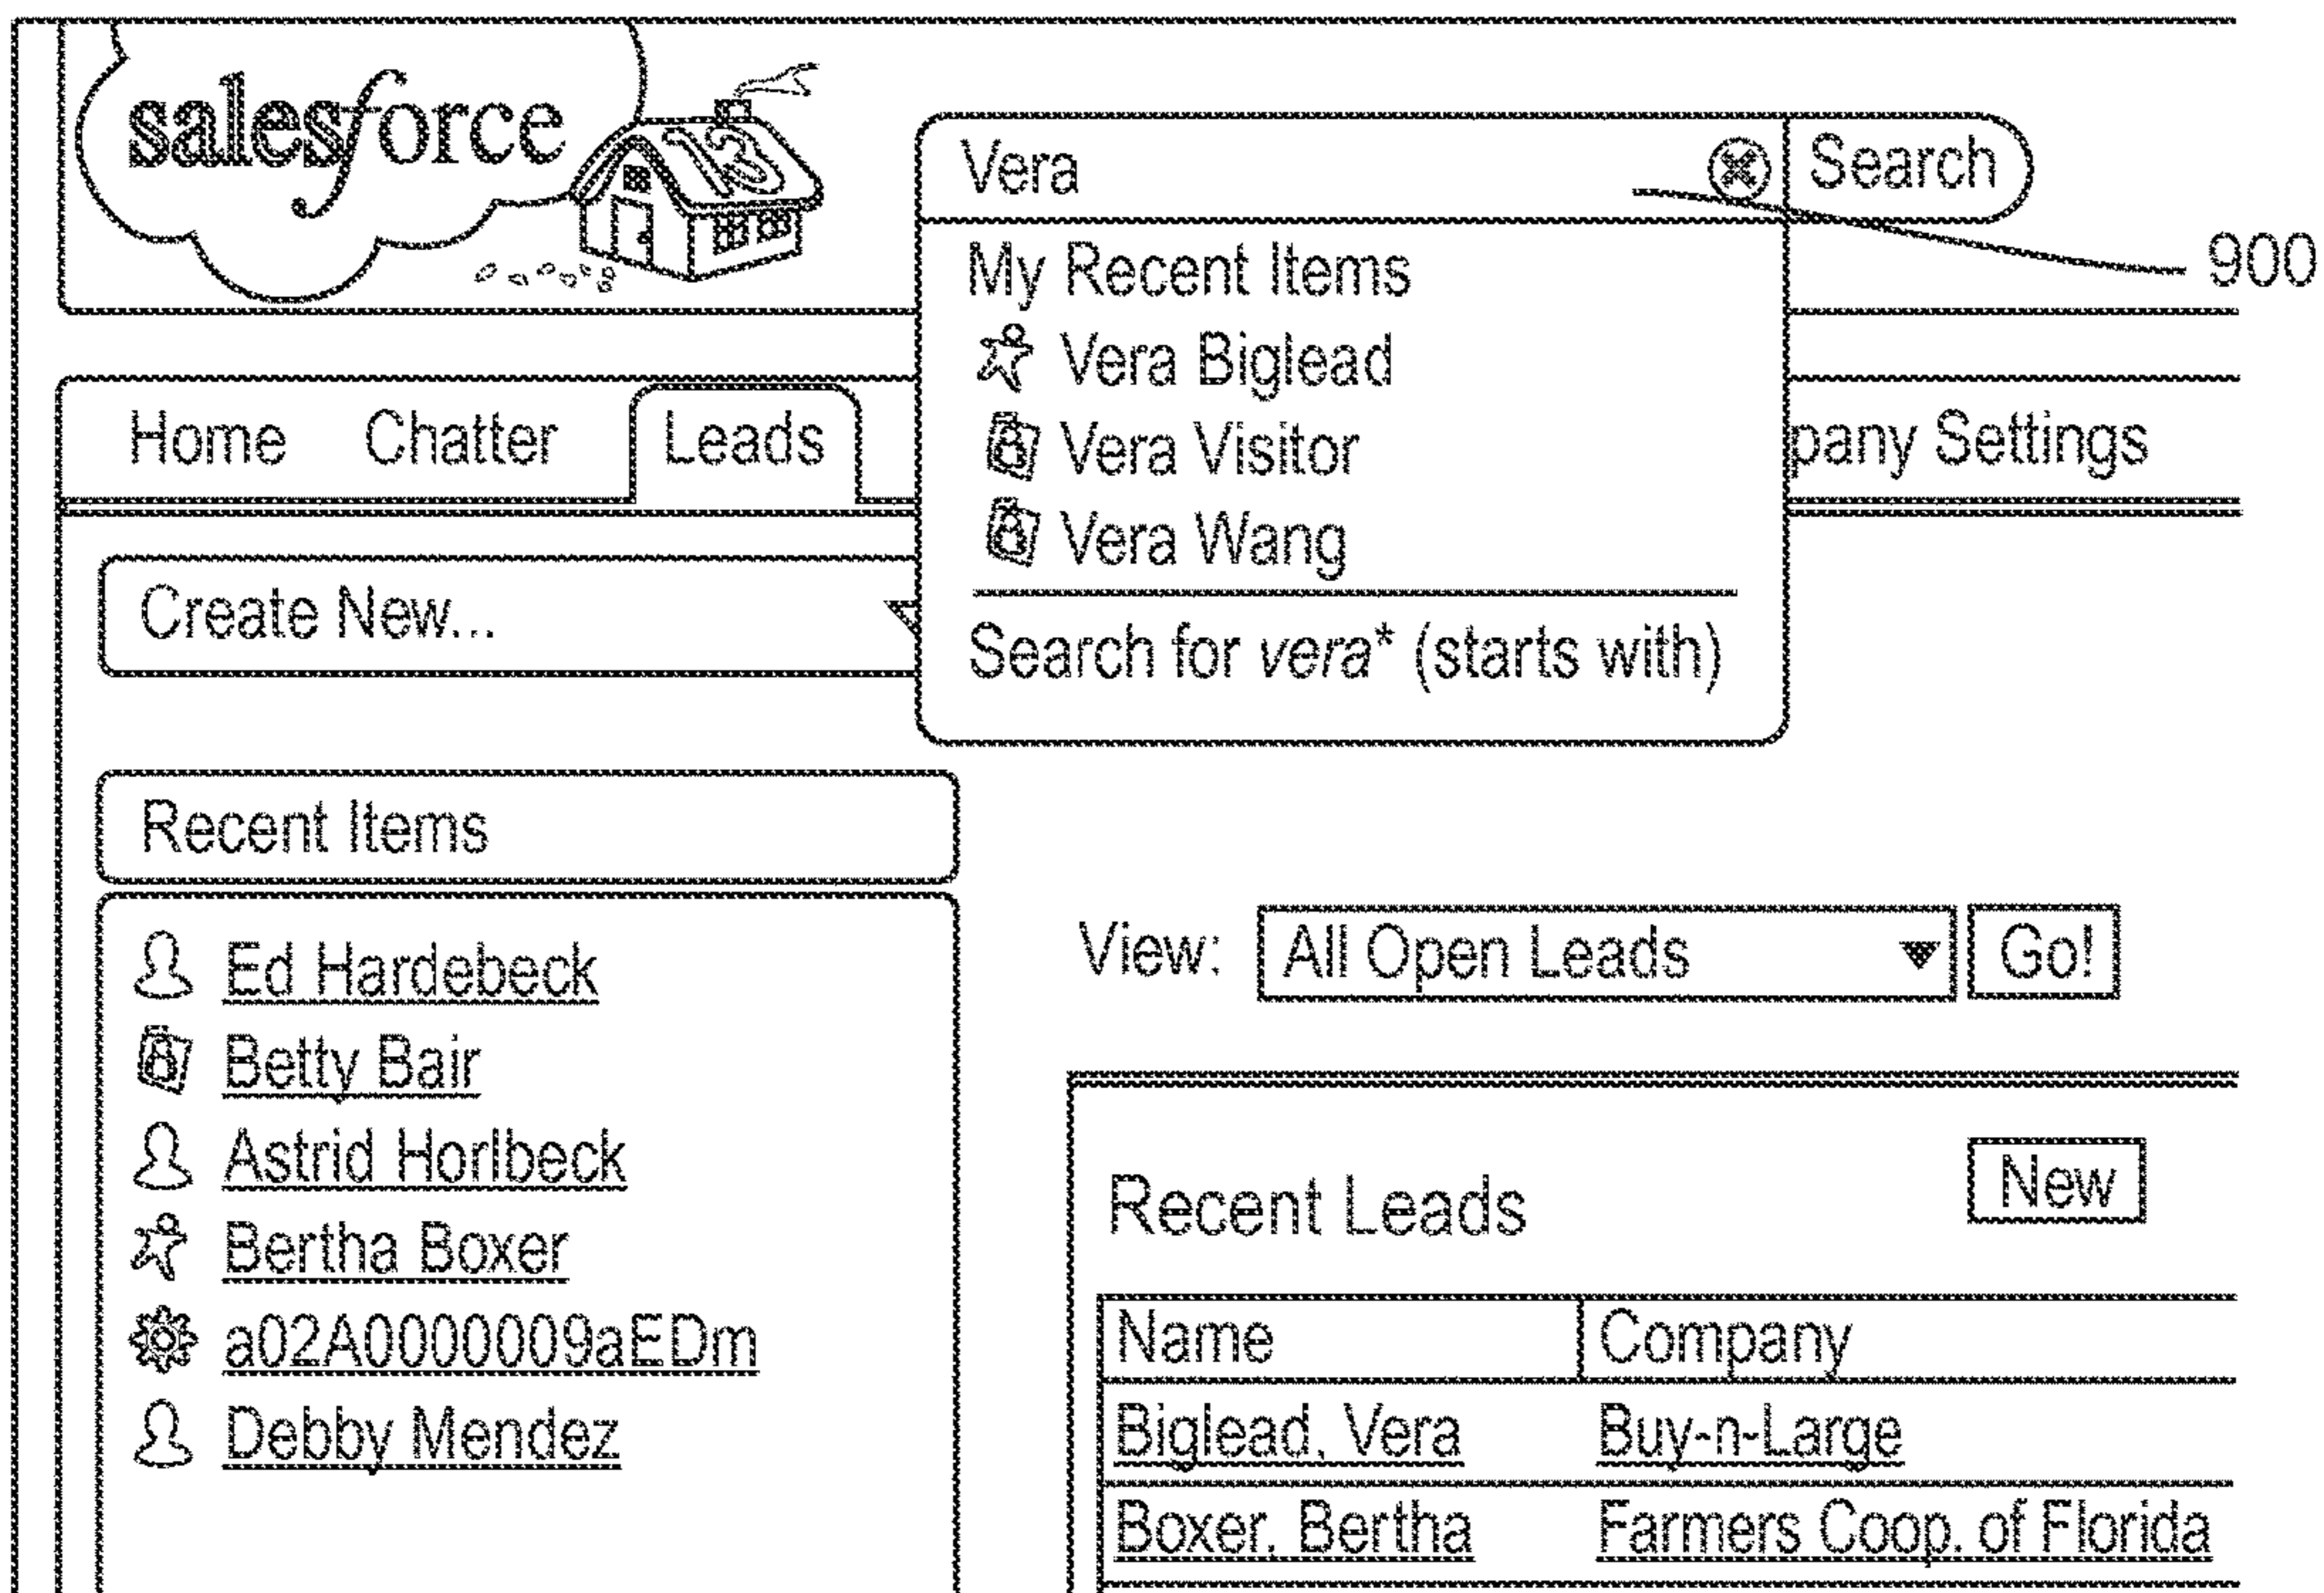 salesforce
13
Vera
Search
900
My Recent Items
Vera Biglead
Vera Visitor
Vera Wang
Search for vera* (starts with)
Home Chatter Leads
pany Settings
Create New...
Recent Items
Ed Hardebeck
Betty Bair
Astrid Horlbeck
Bertha Boxer
a02A0000009aEDm
Debby Mendez
View: All Open Leads Go!
Recent Leads New
Name Company
Biglead, Vera Buy-n-Large
Boxer, Bertha Farmers Coop. of Florida